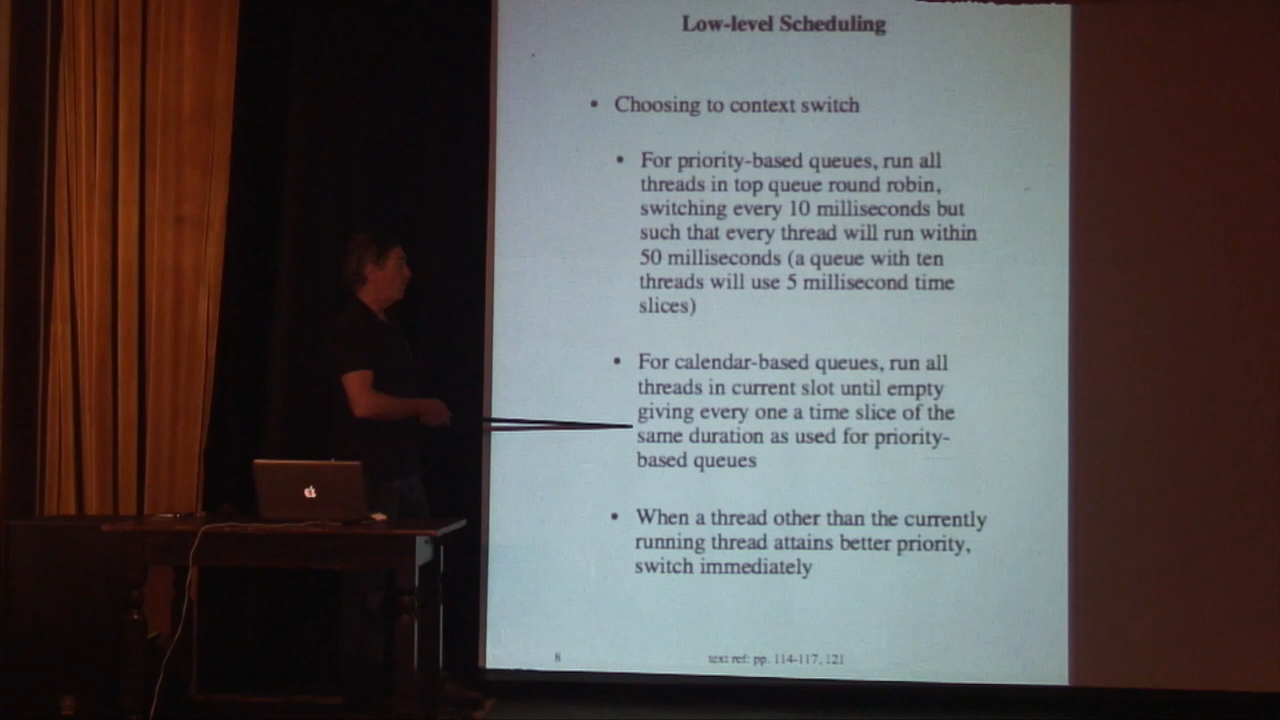 Low-level Scheduling
• Choosing to context switch
• For priority-based queues, run all
threads in top queue round robin,
switching every 10 milliseconds but
such that every thread will run within
50 milliseconds (a queue with ten
threads will use 5 millisecond time
slices)
• For calendar-based queues, run all
threads in current slot until empty
giving every one a time slice of the
same duration as used for priority-
based queues
• When a thread other than the currently
running thread attains better priority,
switch immediately
8
text ref: pp. 114-117, 121